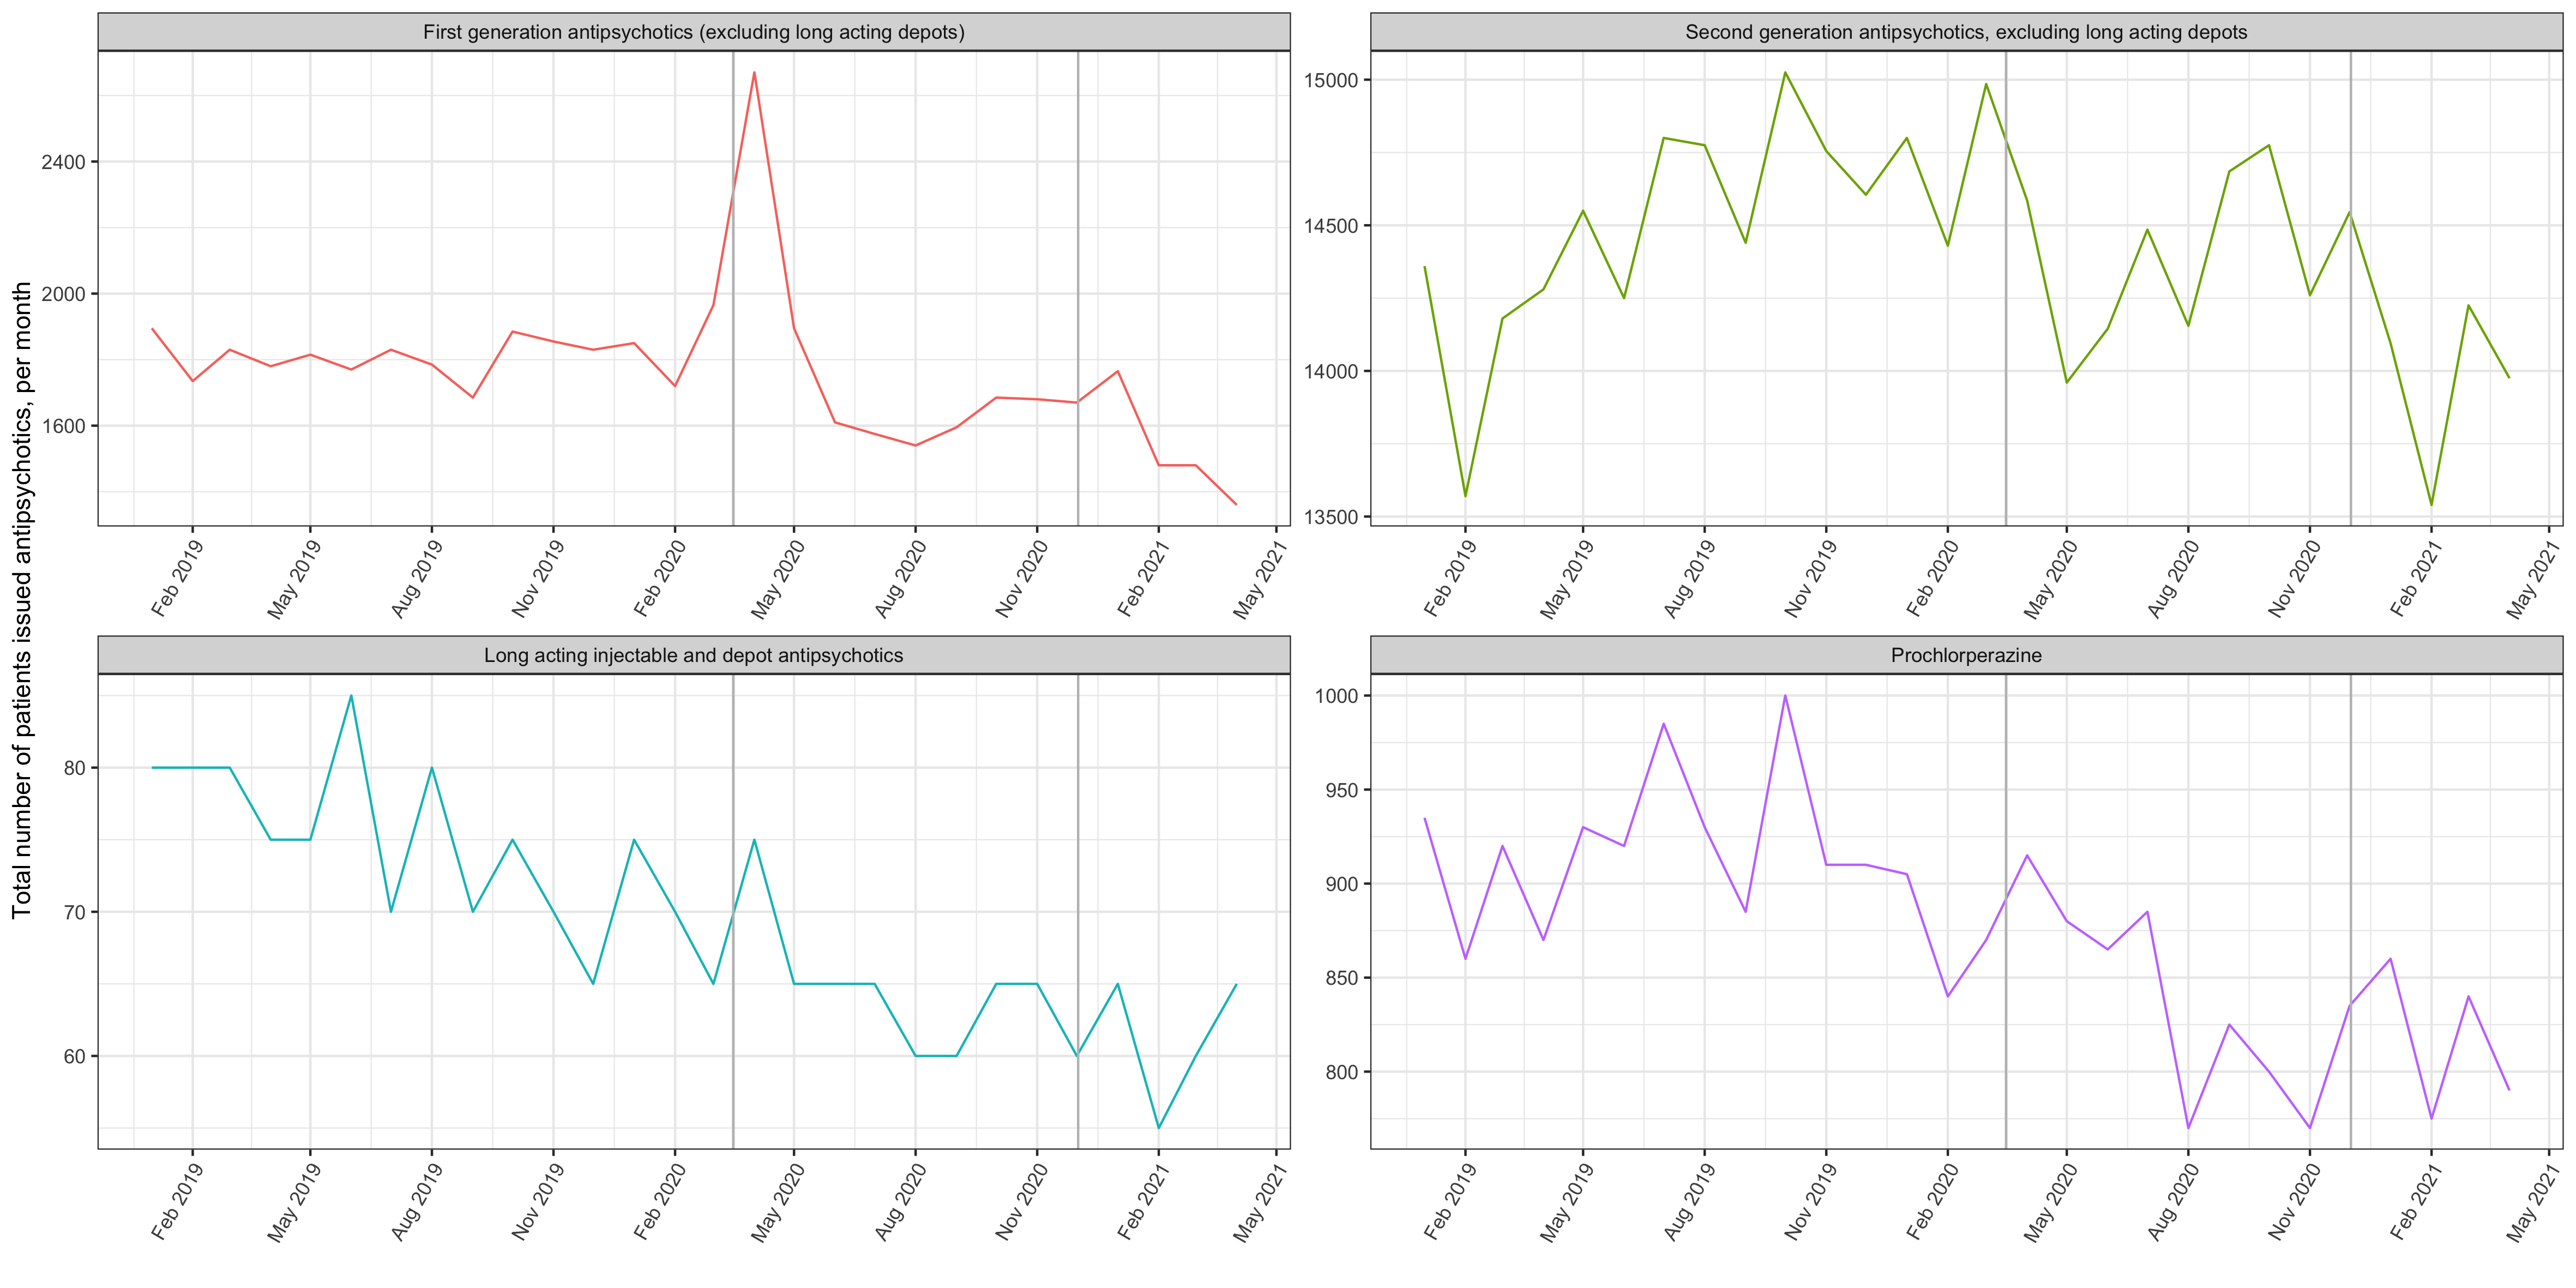 Total number of patients issued antipsychotics, per month
First generation antipsychotics (excluding long acting depots)
2400
2000
1600
Feb 2019
May 2019
Aug 2019
Nov 2019
Feb 2020
May 2020
Aug 2020
Nov 2020
Feb 2021
May 2021
Second generation antipsychotics, excluding long acting depots
15000
14500
14000
13500
Feb 2019
May 2019
Aug 2019
Nov 2019
Feb 2020
May 2020
Aug 2020
Nov 2020
Feb 2021
May 2021
Long acting injectable and depot antipsychotics
80
70
60
Feb 2019
May 2019
Aug 2019
Nov 2019
Feb 2020
May 2020
Aug 2020
Nov 2020
Feb 2021
May 2021
Prochlorperazine
1000
950
900
850
800
Feb 2019
May 2019
Aug 2019
Nov 2019
Feb 2020
May 2020
Aug 2020
Nov 2020
Feb 2021
May 2021